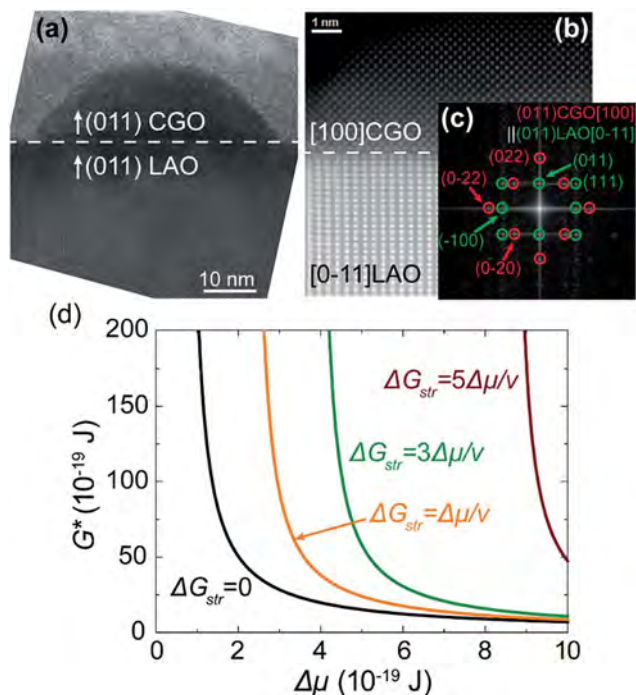 (a)
↑(011) CGO
↑(011) LAO
10 nm
1 nm
(b)
[100]CGO
[0-11]LAO
(c)
(011)CGO[100]
||(011)LAO[0-11]
(022)
(011)
(0-22)
(111)
(-100)
(0-20)
(d)
200
150
100
50
0
G* (10⁻¹⁹ J)
ΔG_str=5Δμ/v
ΔG_str=3Δμ/v
ΔG_str=Δμ/v
ΔG_str=0
0 2 4 6 8 10
Δμ (10⁻¹⁹ J)